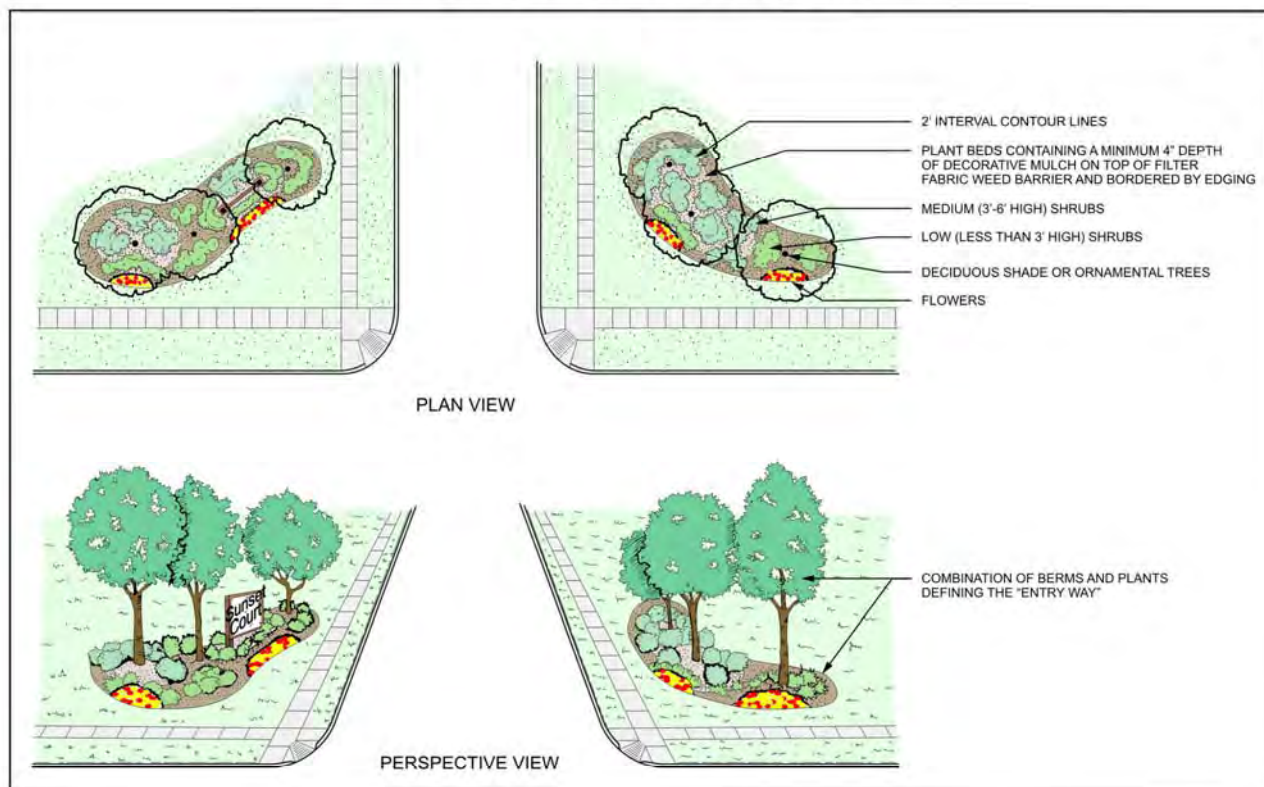 2' INTERVAL CONTOUR LINES
PLANT BEDS CONTAINING A MINIMUM 4" DEPTH
OF DECORATIVE MULCH ON TOP OF FILTER
FABRIC WEED BARRIER AND BORDERED BY EDGING
MEDIUM (3'-6' HIGH) SHRUBS
LOW (LESS THAN 3' HIGH) SHRUBS
DECIDUOUS SHADE OR ORNAMENTAL TREES
FLOWERS
PLAN VIEW
Sunset
Court
COMBINATION OF BERMS AND PLANTS
DEFINING THE "ENTRY WAY"
PERSPECTIVE VIEW